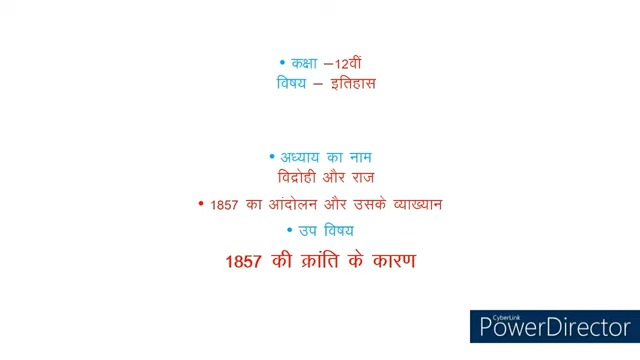 • कक्षा –12वीं
विषय – इतिहास
• अध्याय का नाम
विद्रोही और राज
• 1857 का आंदोलन और उसके व्याख्यान
• उप विषय
1857 की क्रांति के कारण
CyberLink
PowerDirector